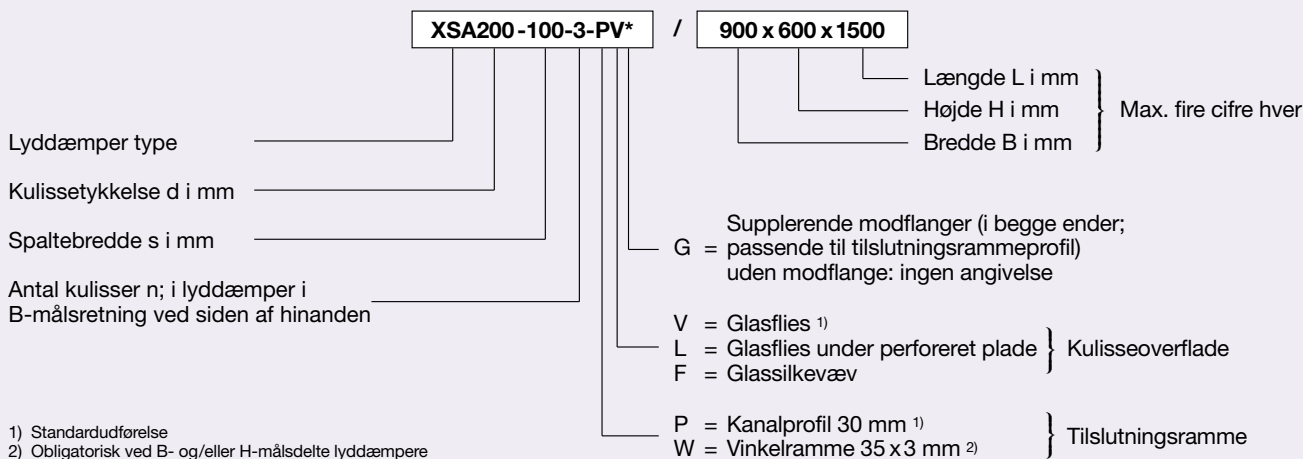 XSA200-100-3-PV* / 900 x 600 x 1500
Længde L i mm
Højde H i mm
Bredde B i mm
Max. fire cifre hver
Lyddæmper type
Kulissetykkelse d i mm
Spaltebredde s i mm
Antal kulisser n; i lyddæmper i
B-målsretning ved siden af hinanden
Supplerende modflanger (i begge ender;
G = passende til tilslutningsrammeprofil)
uden modflange: ingen angivelse
V = Glasflies 1)
L = Glasflies under perforeret plade
F = Glassilkevæv
Kulisseoverflade
P = Kanalprofil 30 mm 1)
W = Vinkelramme 35 x 3 mm 2)
Tilslutningsramme
1) Standardudførelse
2) Obligatorisk ved B- og/eller H-målsdelte lyddæmpere